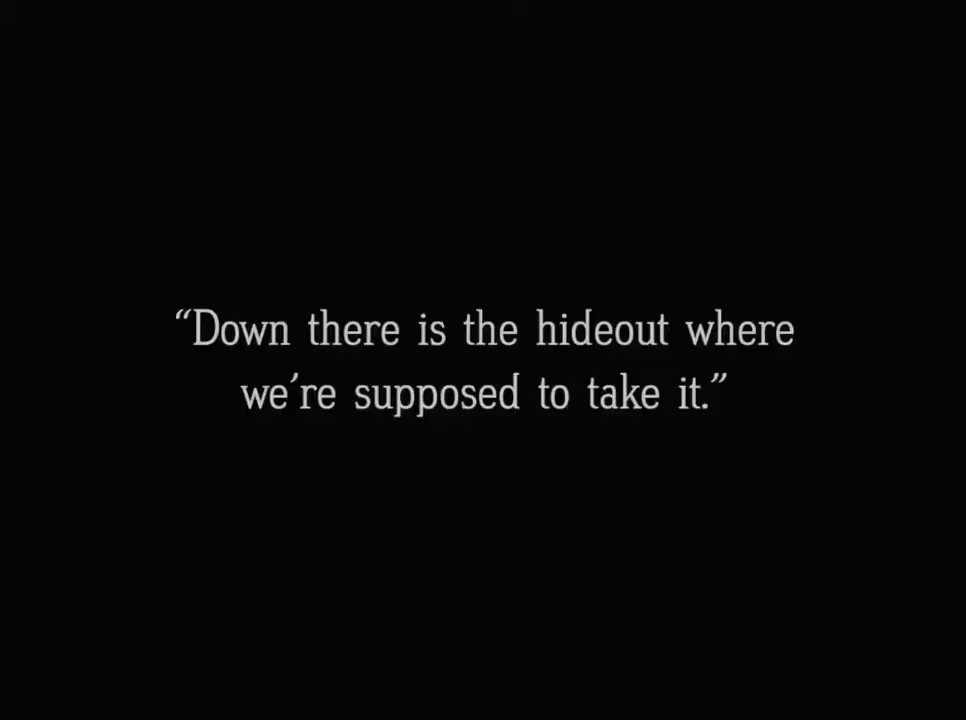 “Down there is the hideout where
we’re supposed to take it.”